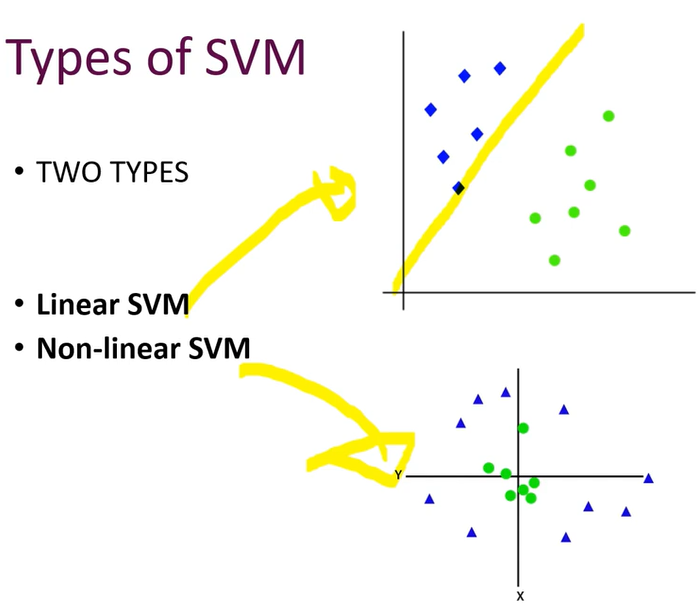 Types of SVM
• TWO TYPES
• Linear SVM
• Non-linear SVM
Y
X